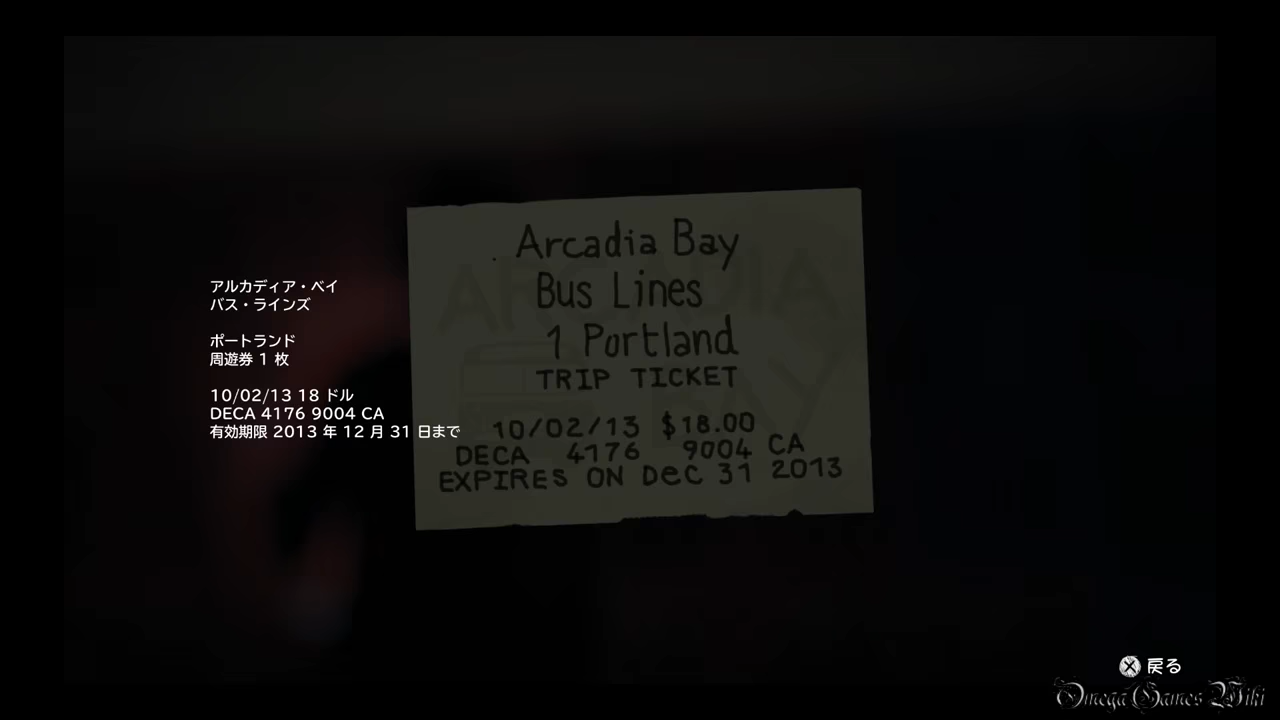 アルカディア・ベイ
バス・ラインズ
ポートランド
周遊券 1 枚
10/02/13 18 ドル
DECA 4176 9004 CA
有効期限 2013 年 12 月 31 日まで
Arcadia Bay
Bus Lines
1 Portland
TRIP TICKET
10/02/13 $18.00
DECA 4176 9004 CA
EXPIRES ON DEC 31 2013
ARCADIA
BAY
戻る
Omega Games Wiki